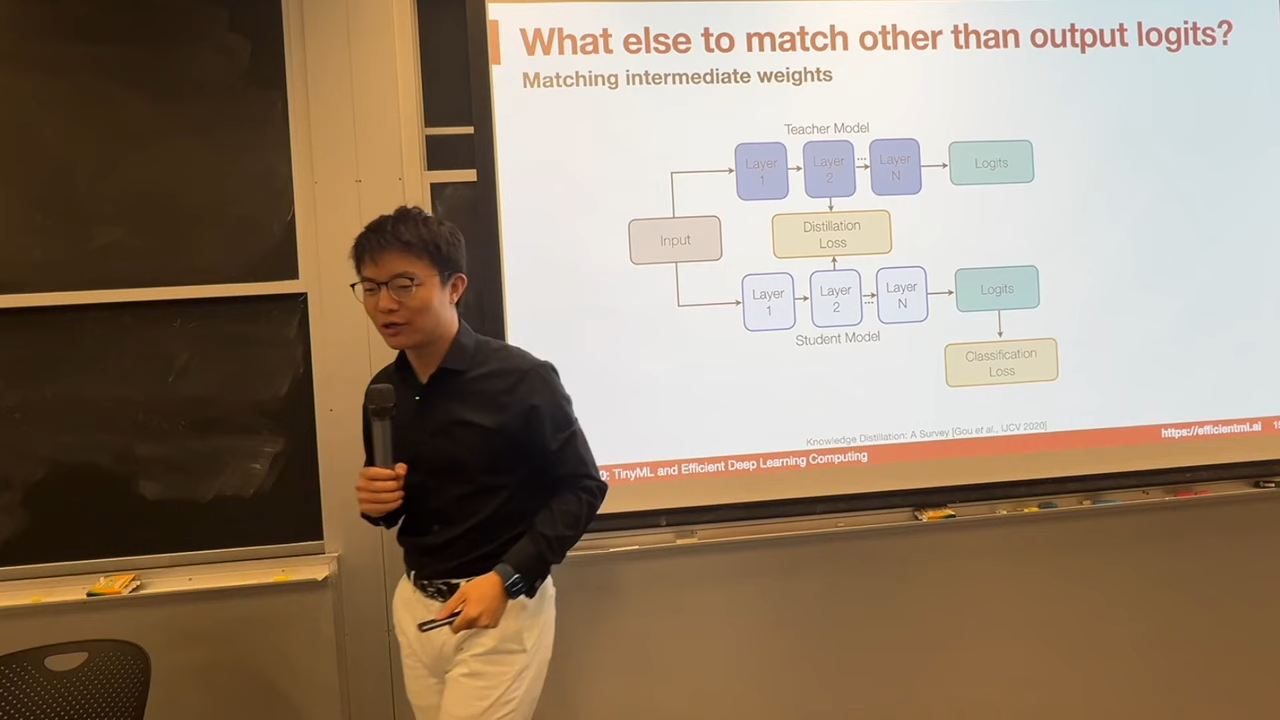 What else to match other than output logits?
Matching intermediate weights
Teacher Model
Layer
1
Layer
2
...
Layer
N
Logits
Input
Distillation
Loss
Layer
1
Layer
2
...
Layer
N
Logits
Student Model
Classification
Loss
Knowledge Distillation: A Survey [Gou et al., IJCV 2020]
0: TinyML and Efficient Deep Learning Computing
https://efficientml.ai